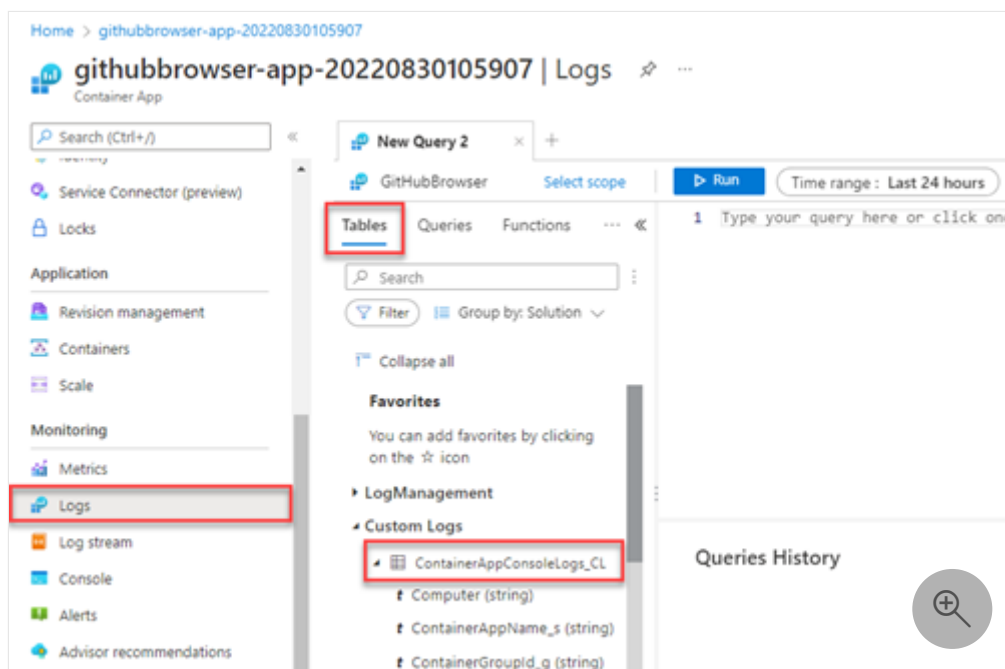 Home > githubbrowser-app-20220830105907
githubbrowser-app-20220830105907 | Logs
Container App
Search (Ctrl+/)
Service Connector (preview)
Locks
Application
Revision management
Containers
Scale
Monitoring
Metrics
Logs
Log stream
Console
Alerts
Advisor recommendations
New Query 2
GitHubBrowser
Select scope
Run
Time range : Last 24 hours
Tables
Queries
Functions
Search
Filter
Group by: Solution
Collapse all
Favorites
You can add favorites by clicking
on the ☆ icon
LogManagement
Custom Logs
ContainerAppConsoleLogs_CL
t Computer (string)
t ContainerAppName_s (string)
t ContainerGroupId_g (string)
1 Type your query here or click on
Queries History